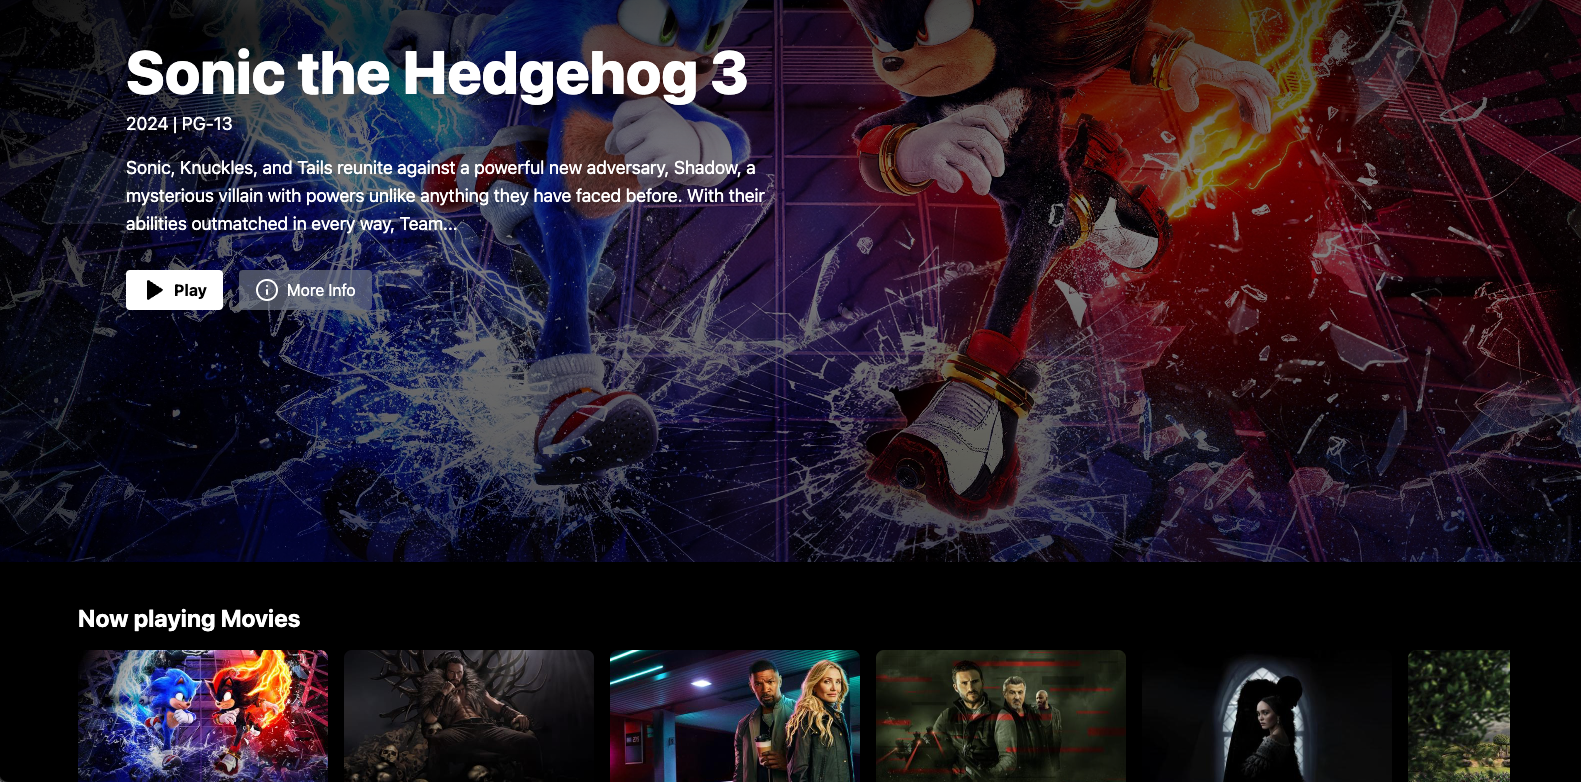 Sonic the Hedgehog 3
2024 | PG-13
Sonic, Knuckles, and Tails reunite against a powerful new adversary, Shadow, a
mysterious villain with powers unlike anything they have faced before. With their
abilities outmatched in every way, Team...
Play
More Info
Now playing Movies